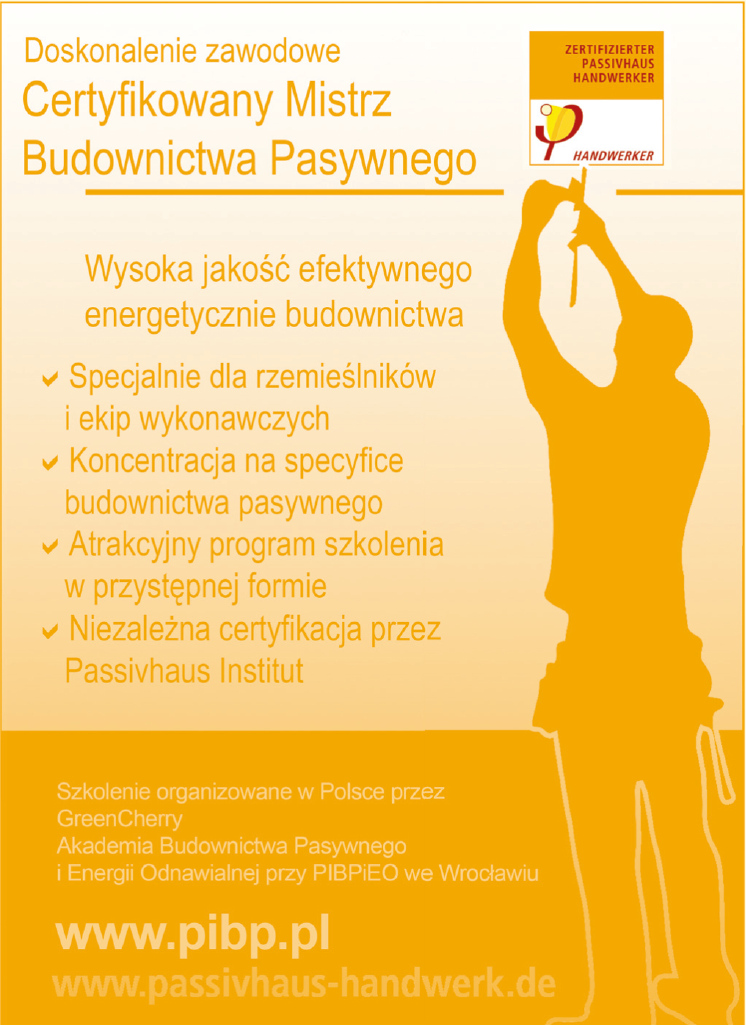 Doskonalenie zawodowe
Certyfikowany Mistrz
Budownictwa Pasywnego
ZERTIFIZIERTER
PASSIVHAUS
HANDWERKER
HANDWERKER
Wysoka jakość efektywnego
energetycznie budownictwa
Specjalnie dla rzemieślników
i ekip wykonawczych
Koncentracja na specyfice
budownictwa pasywnego
Atrakcyjny program szkolenia
w przystępnej formie
Niezależna certyfikacja przez
Passivhaus Institut
Szkolenie organizowane w Polsce przez
GreenCherry
Akademia Budownictwa Pasywnego
i Energii Odnawialnej przy PIBPiEO we Wrocławiu
www.pibp.pl
www.passivhaus-handwerk.de